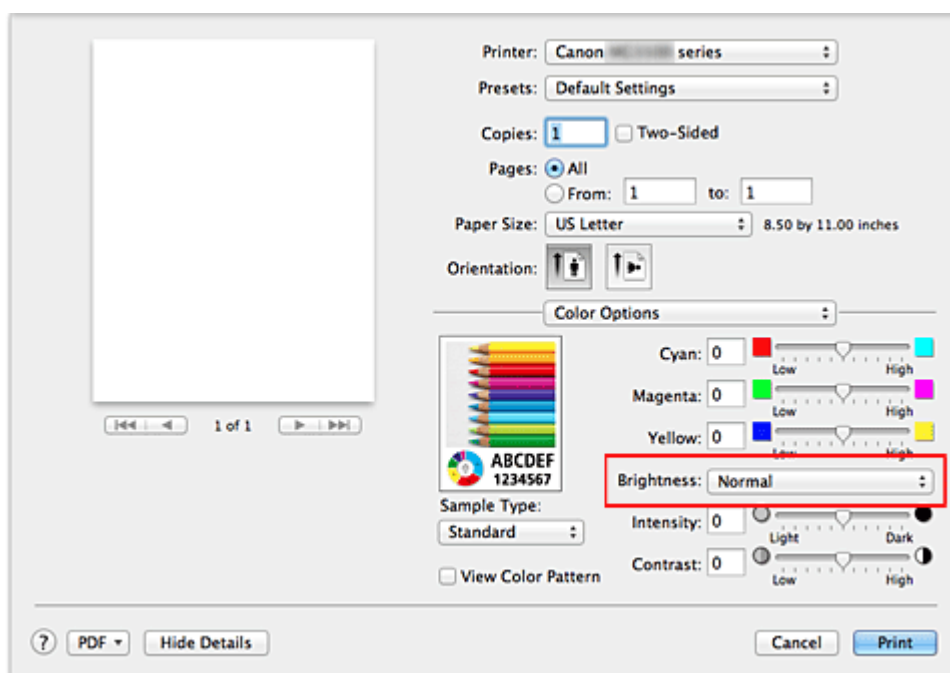 Printer: Canon series
Presets: Default Settings
Copies: 1 Two-Sided
Pages: All
From: 1 to: 1
Paper Size: US Letter 8.50 by 11.00 inches
Orientation:
Color Options
Cyan: 0
Low High
Magenta: 0
Low High
Yellow: 0
Low High
Brightness: Normal
Intensity: 0
Light Dark
Contrast: 0
Low High
1 of 1
ABCDEF
1234567
Sample Type:
Standard
View Color Pattern
? PDF Hide Details Cancel Print